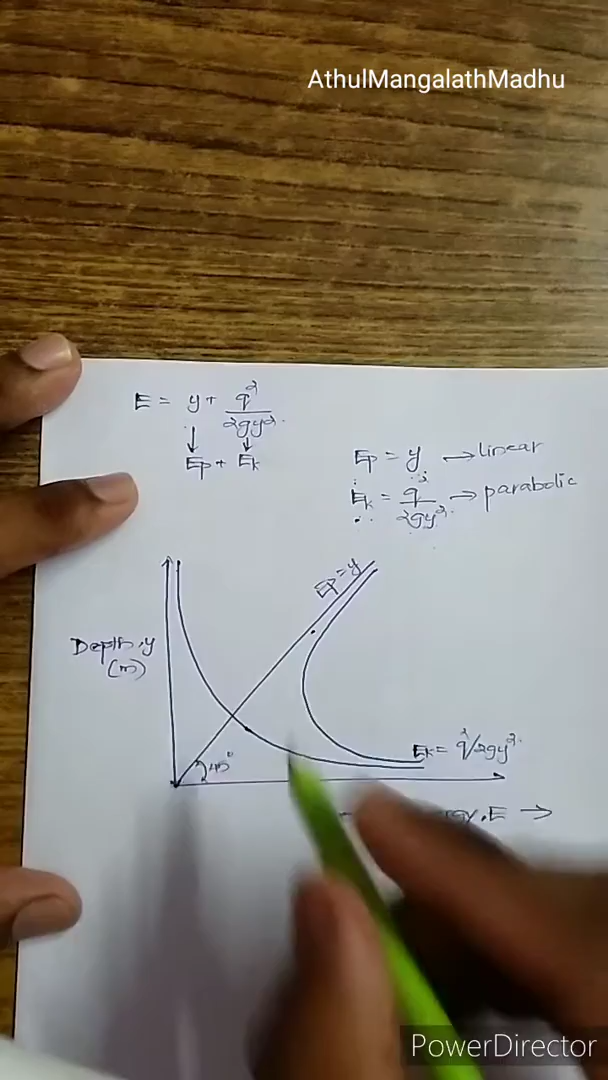 AthulMangalathMadhu
E = y + q²/2gy²
Ep + Ek
Ep = y → linear
Ek = q²/2gy² → parabolic
Ep = y
Depth, y
(m)
45°
Ek = q²/2gy²
E →
PowerDirector